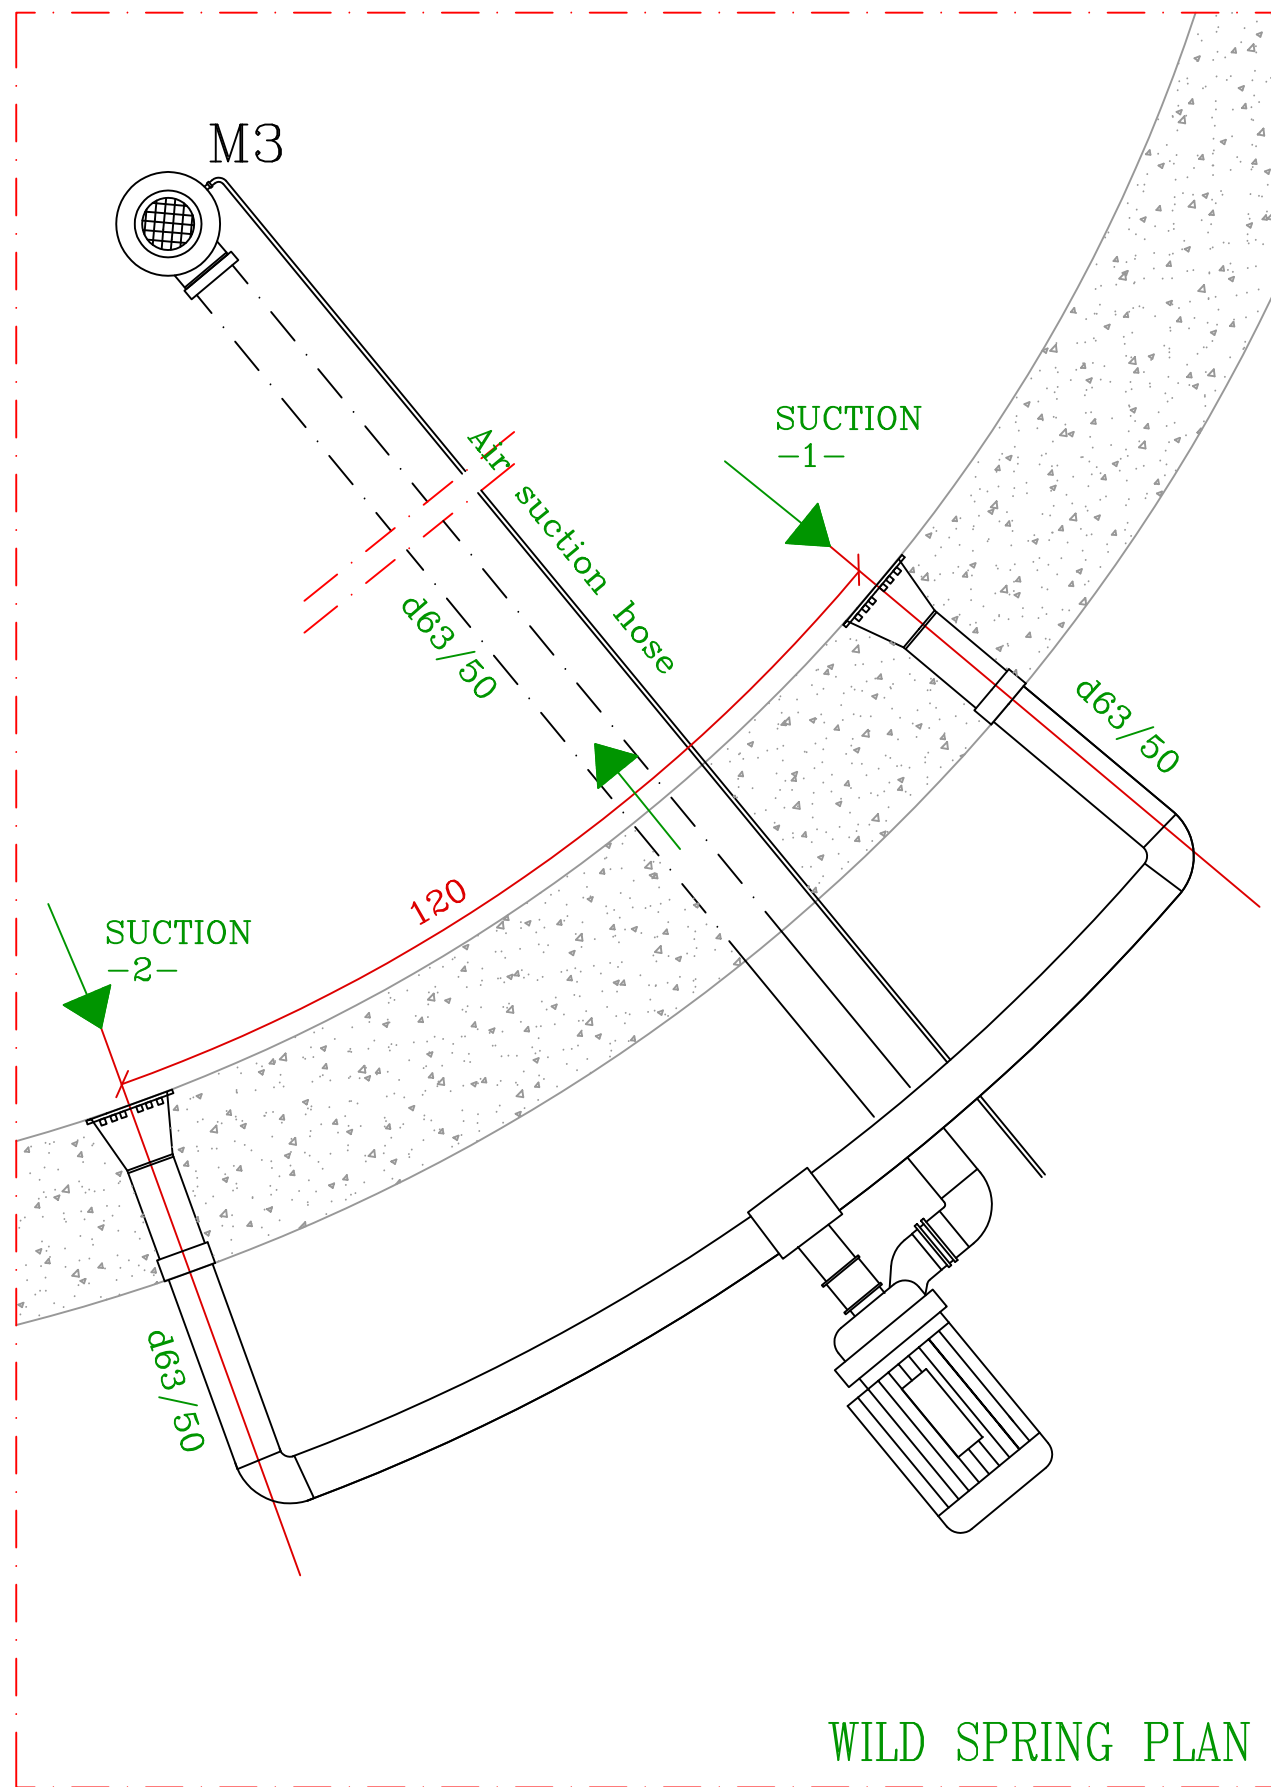 M3
SUCTION
-1-
Air suction hose
d63/50
d63/50
120
SUCTION
-2-
d63/50
WILD SPRING PLAN